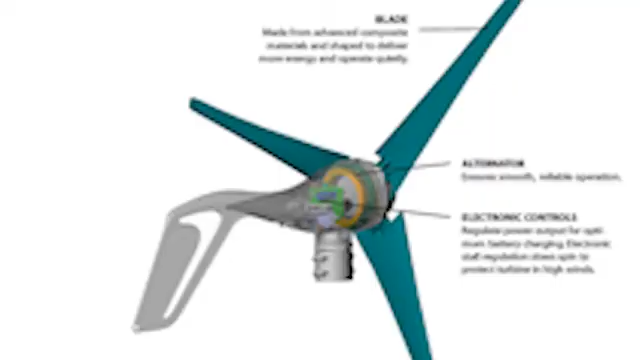 BLADE
Made from advanced composite
materials and shaped to deliver
more energy and operate quietly.
ALTERNATOR
Ensures smooth, reliable operation.
ELECTRONIC CONTROLS
Regulate power output for opti-
mum battery charging. Electronic
stall regulation slows spin to
protect turbine in high winds.